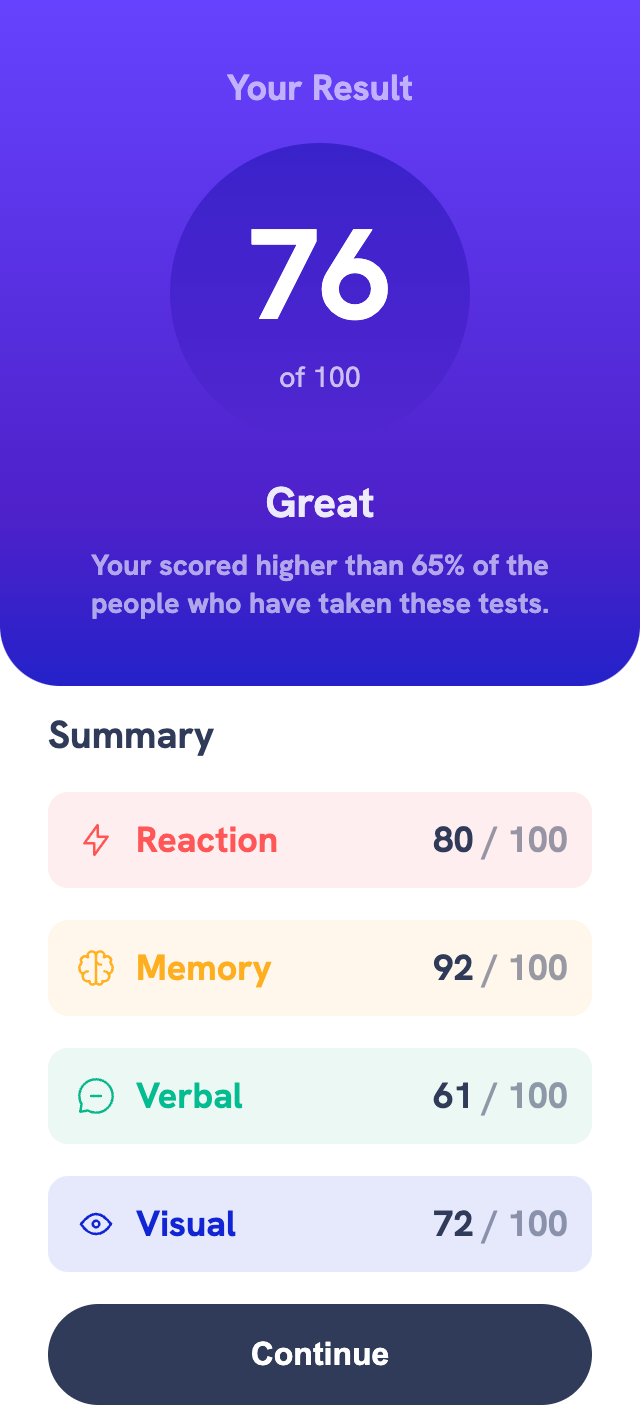 Your Result
76
of 100
Great
Your scored higher than 65% of the
people who have taken these tests.
Summary
Reaction 80 / 100
Memory 92 / 100
Verbal 61 / 100
Visual 72 / 100
Continue